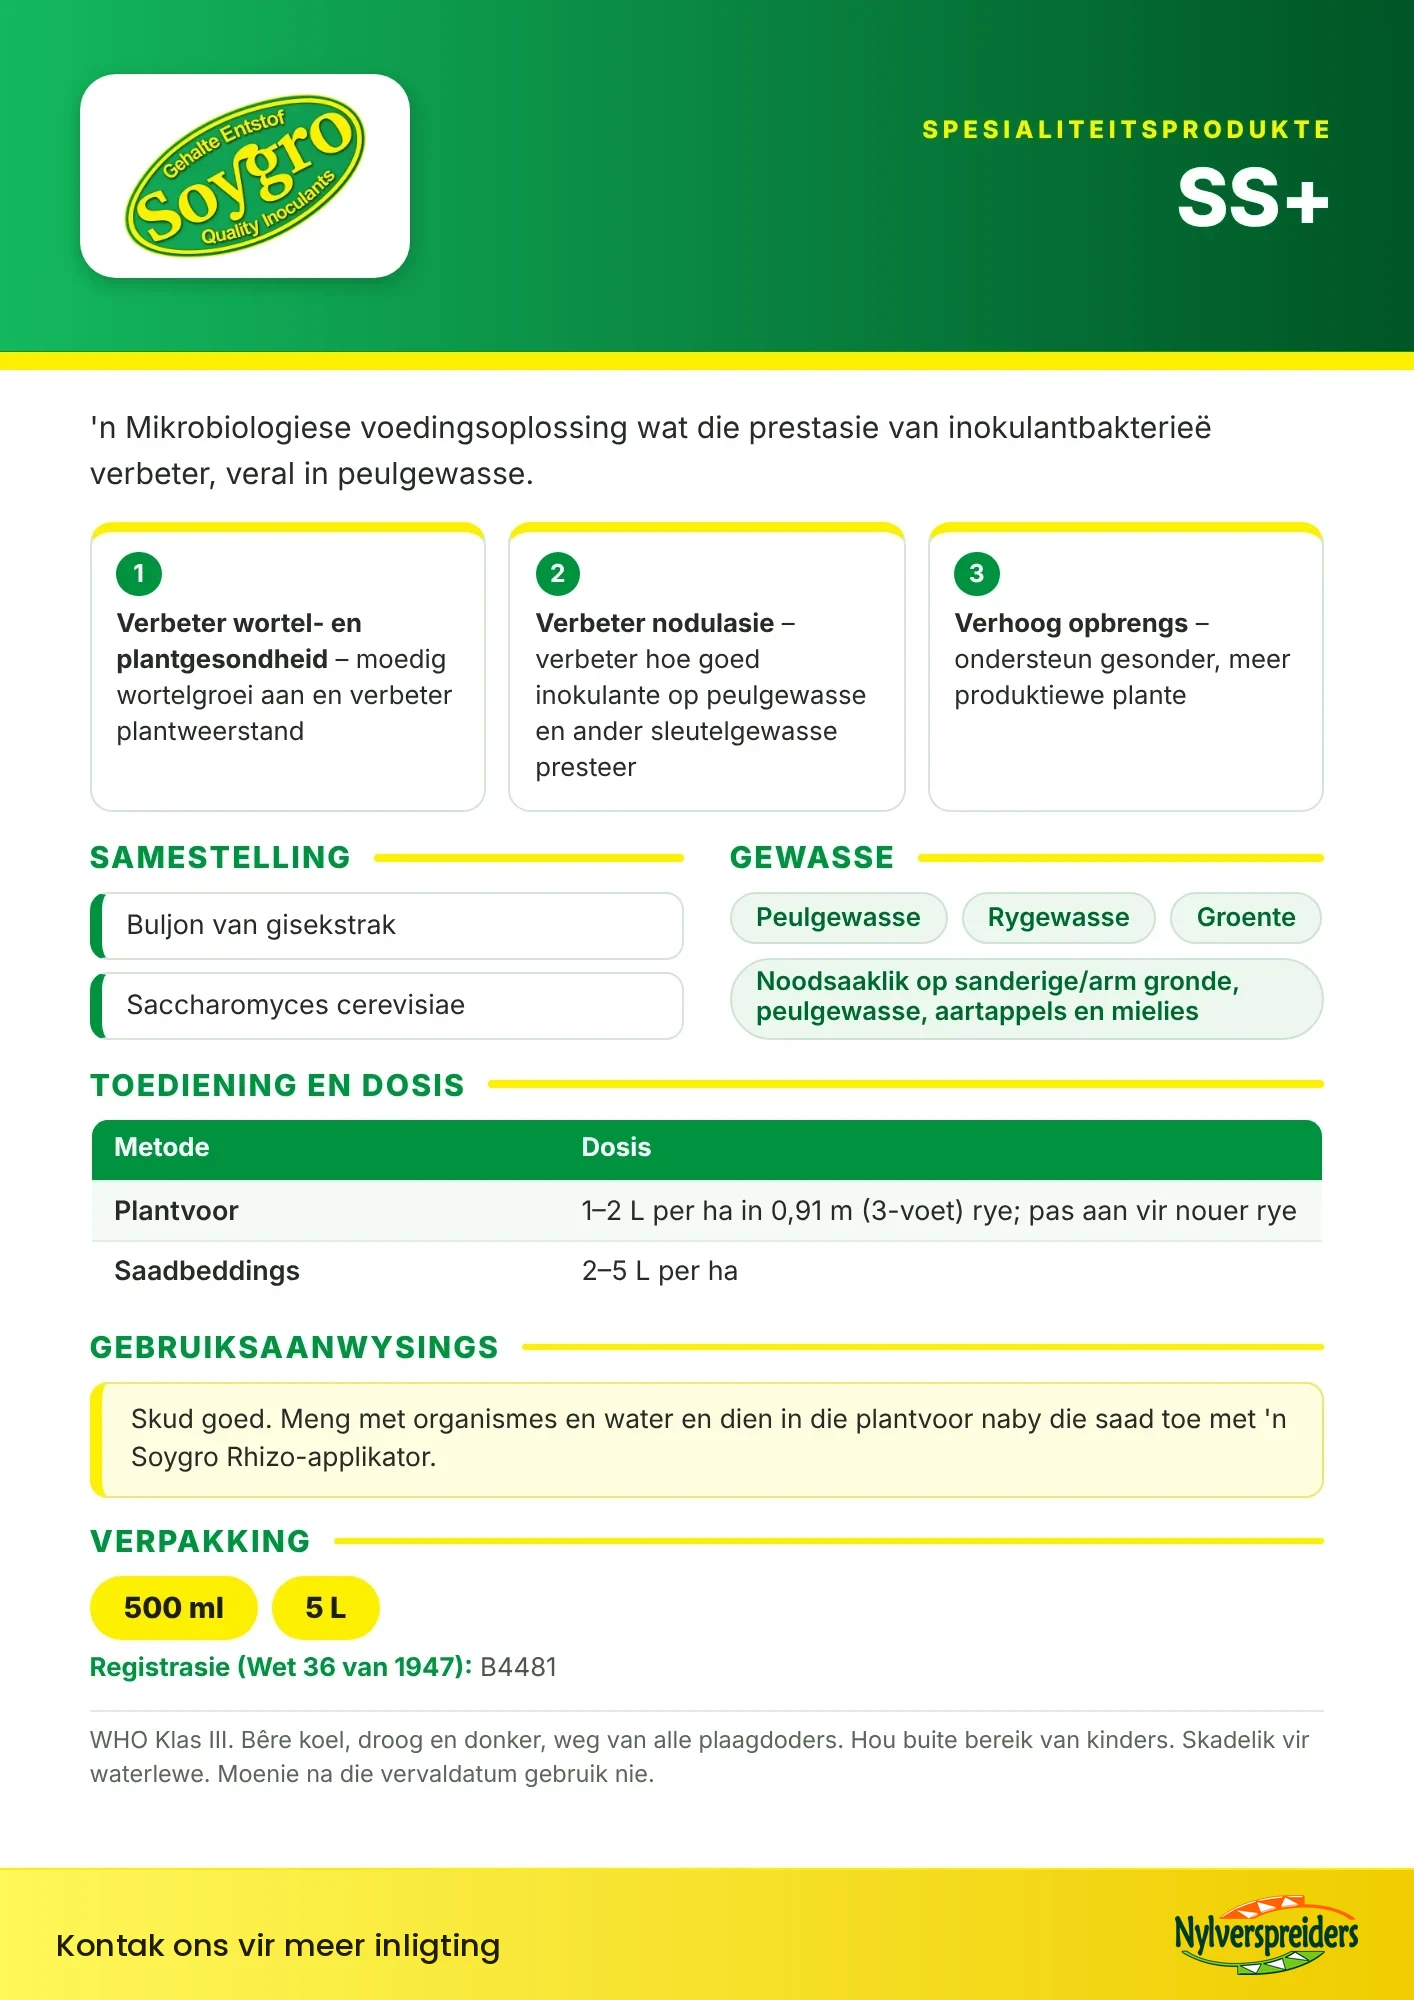 Gehalte Entstof
Soygro
Quality Inoculants
SPESIALITEITSPRODUKTE
SS+
'n Mikrobiologiese voedingsoplossing wat die prestasie van inokulantbakterieë
verbeter, veral in peulgewasse.
1
Verbeter wortel- en
plantgesondheid – moedig
wortelgroei aan en verbeter
plantweerstand
2
Verbeter nodulasie –
verbeter hoe goed
inokulante op peulgewasse
en ander sleutelgewasse
presteer
3
Verhoog opbrengs –
ondersteun gesonder, meer
produktiewe plante
SAMESTELLING
Buljon van gisekstrak
Saccharomyces cerevisiae
GEWASSE
Peulgewasse Rygewasse Groente
Noodsaaklik op sanderige/arm gronde,
peulgewasse, aartappels en mielies
TOEDIENING EN DOSIS
Metode Dosis
Plantvoor 1–2 L per ha in 0,91 m (3-voet) rye; pas aan vir nouer rye
Saadbeddings 2–5 L per ha
GEBRUIKSAANWYSINGS
Skud goed. Meng met organismes en water en dien in die plantvoor naby die saad toe met 'n
Soygro Rhizo-applikator.
VERPAKKING
500 ml 5 L
Registrasie (Wet 36 van 1947): B4481
WHO Klas III. Bêre koel, droog en donker, weg van alle plaagdoders. Hou buite bereik van kinders. Skadelik vir
waterlewe. Moenie na die vervaldatum gebruik nie.
Kontak ons vir meer inligting
Nylverspreiders